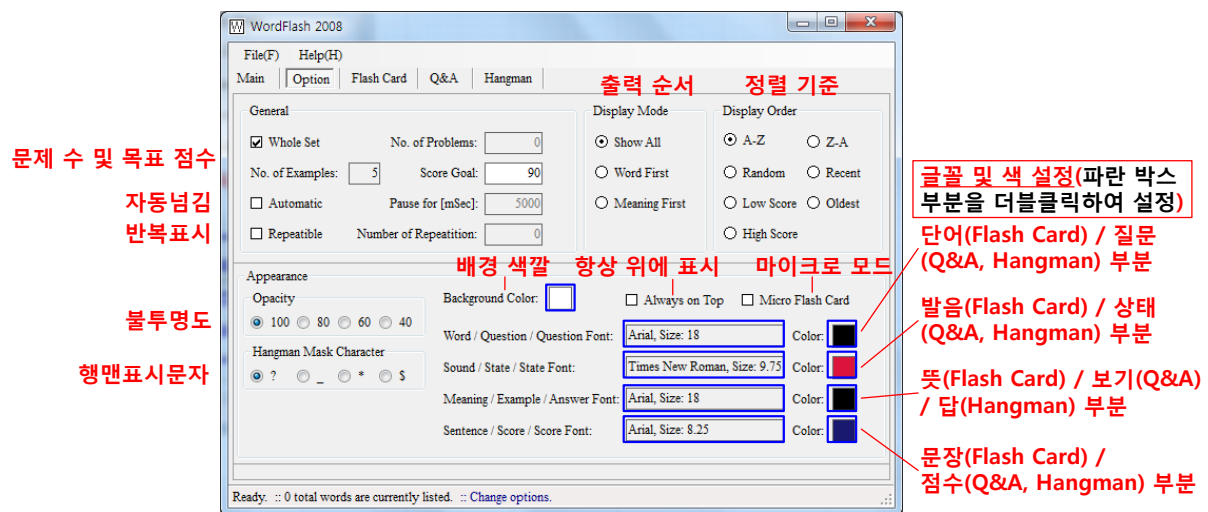 WordFlash 2008
File(F) Help(H)
Main Option Flash Card Q&A Hangman
출력 순서 정렬 기준
General Display Mode Display Order
Whole Set No. of Problems: 0 Show All A-Z Z-A
문제 수 및 목표 점수
No. of Examples: 5 Score Goal: 90 Word First Random Recent
자동넘김
Automatic Pause for [mSec]: 5000 Meaning First Low Score Oldest
반복표시
Repeatible Number of Repeatition: 0 High Score
글꼴 및 색 설정(파란 박스
부분을 더블클릭하여 설정)
배경 색깔 항상 위에 표시 마이크로 모드
Appearance
Opacity Background Color: Always on Top Micro Flash Card
불투명도
100 80 60 40
Word / Question / Question Font: Arial, Size: 18 Color:
단어(Flash Card) / 질문
(Q&A, Hangman) 부분
Hangman Mask Character
행맨표시문자
? _ * $
Sound / State / State Font: Times New Roman, Size: 9.75 Color:
발음(Flash Card) / 상태
(Q&A, Hangman) 부분
Meaning / Example / Answer Font: Arial, Size: 18 Color:
뜻(Flash Card) / 보기(Q&A)
/ 답(Hangman) 부분
Sentence / Score / Score Font: Arial, Size: 8.25 Color:
문장(Flash Card) /
점수(Q&A, Hangman) 부분
Ready. :: 0 total words are currently listed. :: Change options.